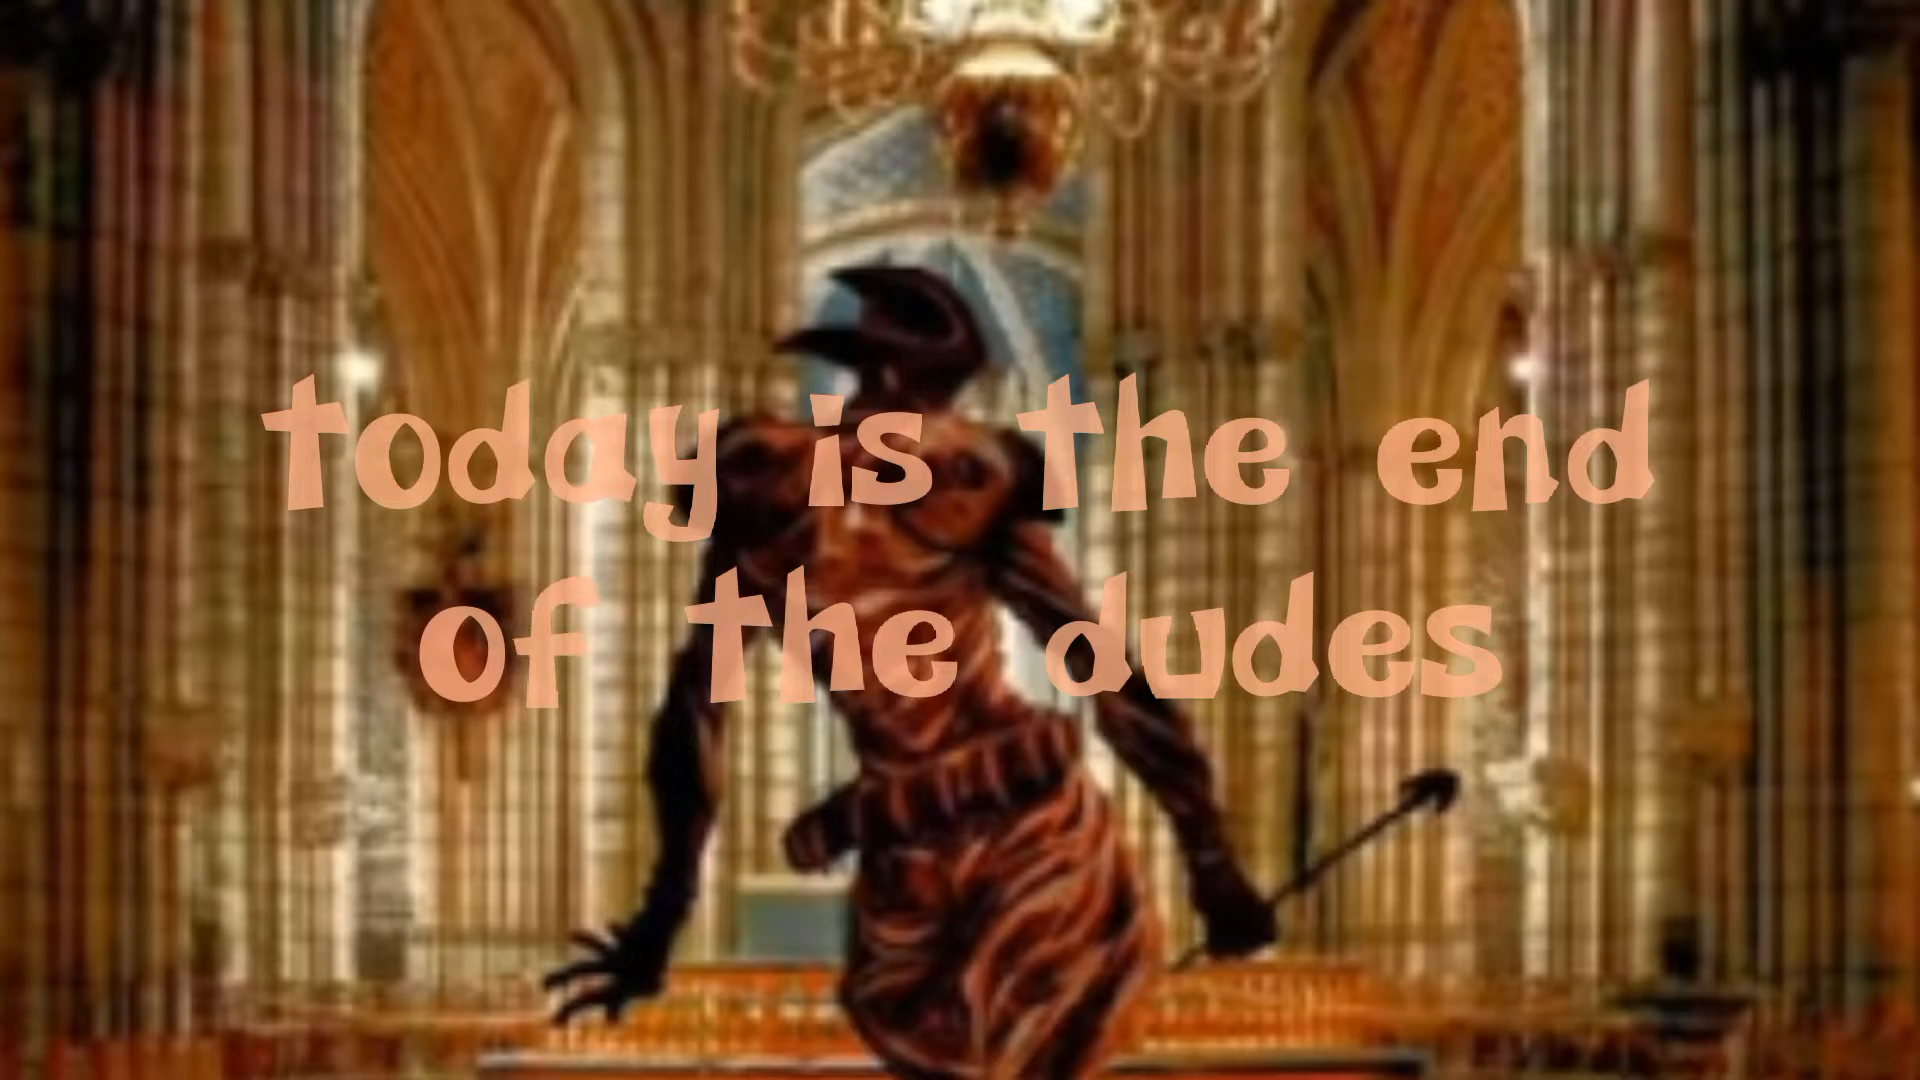 today is the end
of the dudes